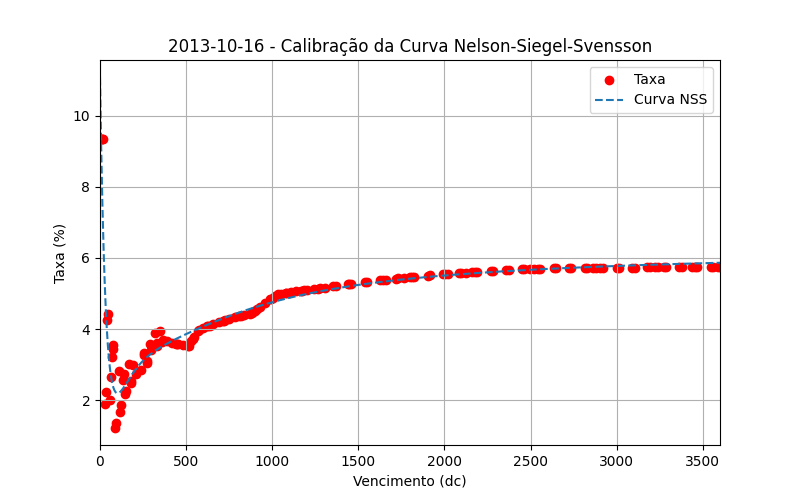 2013-10-16 - Calibração da Curva Nelson-Siegel-Svensson
Taxa
Curva NSS
Taxa (%)
10
8
6
4
2
0 500 1000 1500 2000 2500 3000 3500
Vencimento (dc)